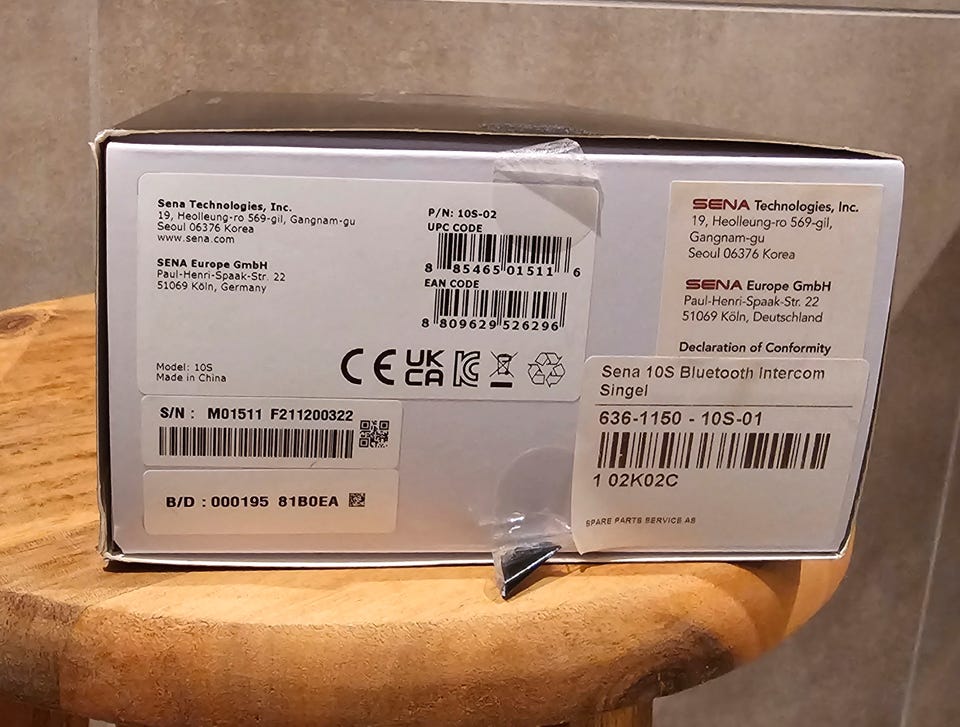 Sena Technologies, Inc.
19, Heolleung-ro 569-gil, Gangnam-gu
Seoul 06376 Korea
www.sena.com
SENA Europe GmbH
Paul-Henri-Spaak-Str. 22
51069 Köln, Germany
P/N: 10S-02
UPC CODE
8 85465 01511 6
EAN CODE
8 809629 526296
Model: 10S
Made in China
CE UK CA
S/N : M01511 F211200322
B/D : 000195 81B0EA
SENA Technologies, Inc.
19, Heolleung-ro 569-gil,
Gangnam-gu
Seoul 06376 Korea
SENA Europe GmbH
Paul-Henri-Spaak-Str. 22
51069 Köln, Deutschland
Declaration of Conformity
Sena 10S Bluetooth Intercom
Singel
636-1150 - 10S-01
1 02K02C
SPARE PARTS SERVICE AS